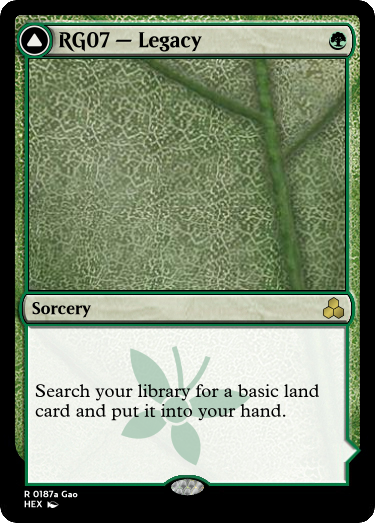 RG07 — Legacy
Sorcery
Search your library for a basic land
card and put it into your hand.
R 0187a Gao
HEX